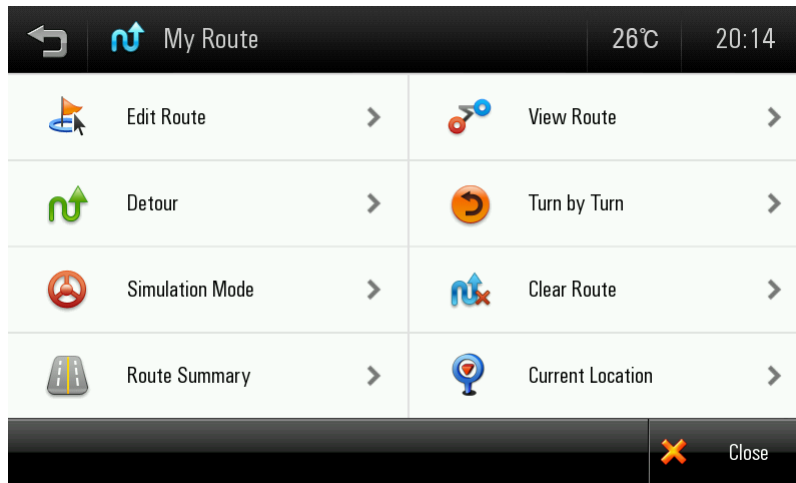 My Route 26℃ 20:14
Edit Route View Route
Detour Turn by Turn
Simulation Mode Clear Route
Route Summary Current Location
Close